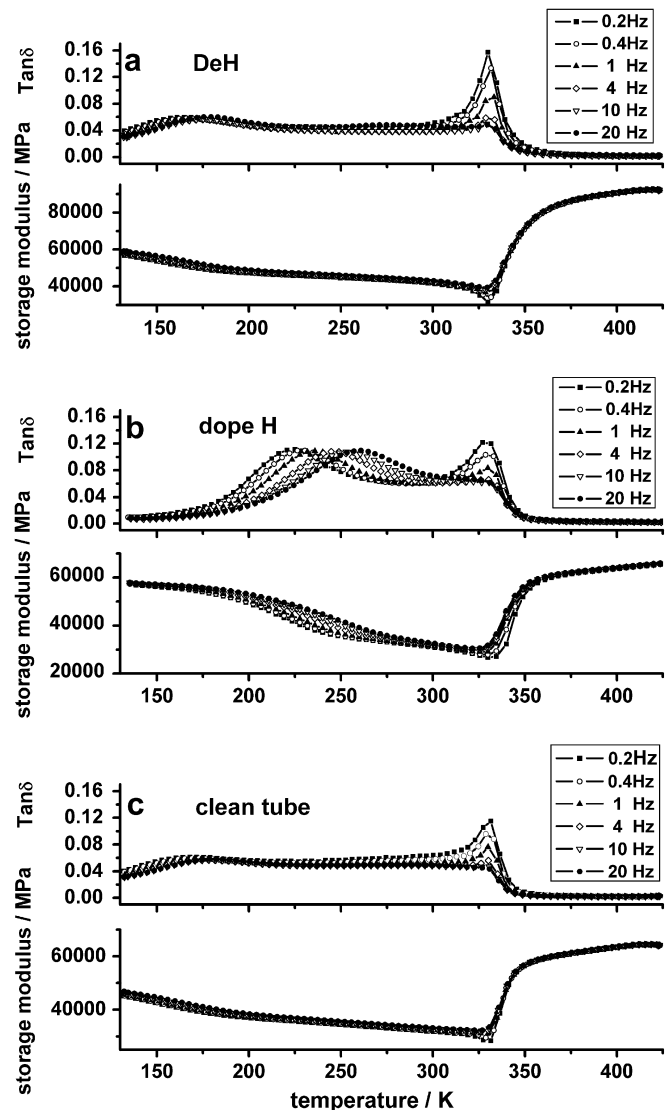 a
DeH
Tanδ
0.16
0.12
0.08
0.04
0.00
0.2Hz
0.4Hz
1 Hz
4 Hz
10 Hz
20 Hz
storage modulus / MPa
80000
60000
40000
150 200 250 300 350 400
b
dope H
Tanδ
0.16
0.12
0.08
0.04
0.00
0.2Hz
0.4Hz
1 Hz
4 Hz
10 Hz
20 Hz
storage modulus / MPa
60000
40000
20000
150 200 250 300 350 400
c
clean tube
Tanδ
0.16
0.12
0.08
0.04
0.00
0.2Hz
0.4Hz
1 Hz
4 Hz
10 Hz
20 Hz
storage modulus / MPa
60000
40000
150 200 250 300 350 400
temperature / K